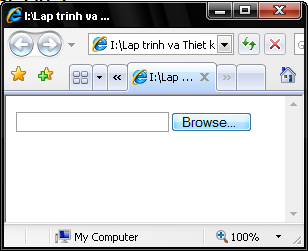 I:\Lap trinh va ...
I:\Lap trinh va Thiet k
G
I:\Lap ...
Browse...
My Computer
100%